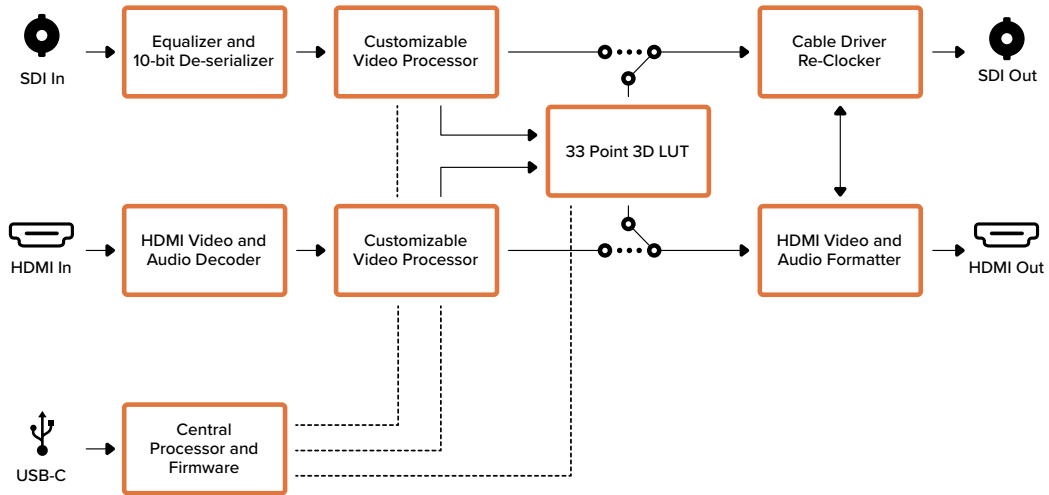 SDI In
Equalizer and
10-bit De-serializer
Customizable
Video Processor
Cable Driver
Re-Clocker
SDI Out
33 Point 3D LUT
HDMI In
HDMI Video and
Audio Decoder
Customizable
Video Processor
HDMI Video and
Audio Formatter
HDMI Out
USB-C
Central
Processor and
Firmware